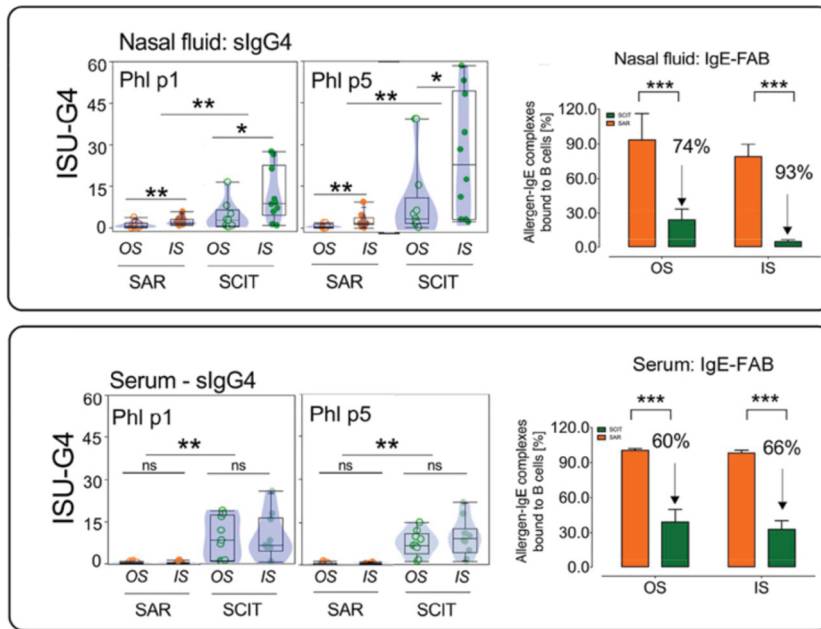 Nasal fluid: sIgG4
Phl p1
Phl p5
ISU-G4
60
45
30
15
0
**
*
**
**
*
**
OS
IS
OS
IS
OS
IS
OS
IS
SAR
SCIT
SAR
SCIT
Nasal fluid: IgE-FAB
***
***
SCIT
SAR
74%
93%
Allergen-IgE complexes
bound to B cells [%]
120.0
90.0
60.0
30.0
0.0
OS
IS
Serum - sIgG4
Phl p1
Phl p5
ISU-G4
60
45
30
15
0
**
ns
ns
**
ns
ns
OS
IS
OS
IS
OS
IS
OS
IS
SAR
SCIT
SAR
SCIT
Serum: IgE-FAB
***
***
SCIT
SAR
60%
66%
Allergen-IgE complexes
bound to B cells [%]
120.0
90.0
60.0
30.0
0.0
OS
IS